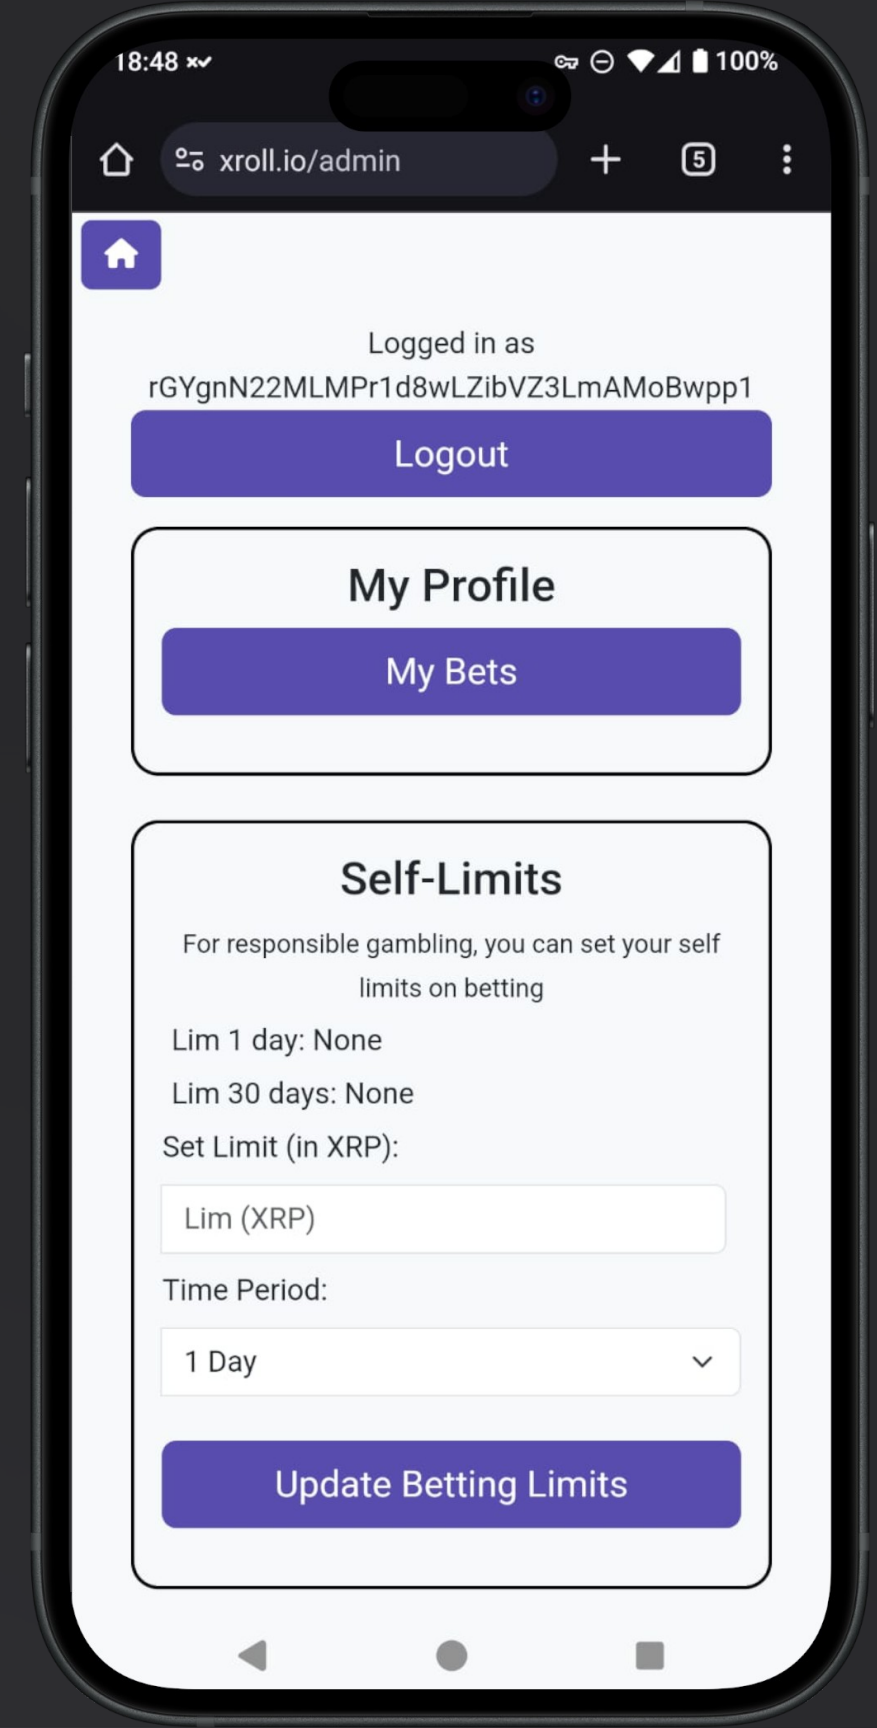 18:48
100%
xroll.io/admin
5
Logged in as
rGYgnN22MLMPr1d8wLZibVZ3LmAMoBwpp1
Logout
My Profile
My Bets
Self-Limits
For responsible gambling, you can set your self
limits on betting
Lim 1 day: None
Lim 30 days: None
Set Limit (in XRP):
Lim (XRP)
Time Period:
1 Day
Update Betting Limits